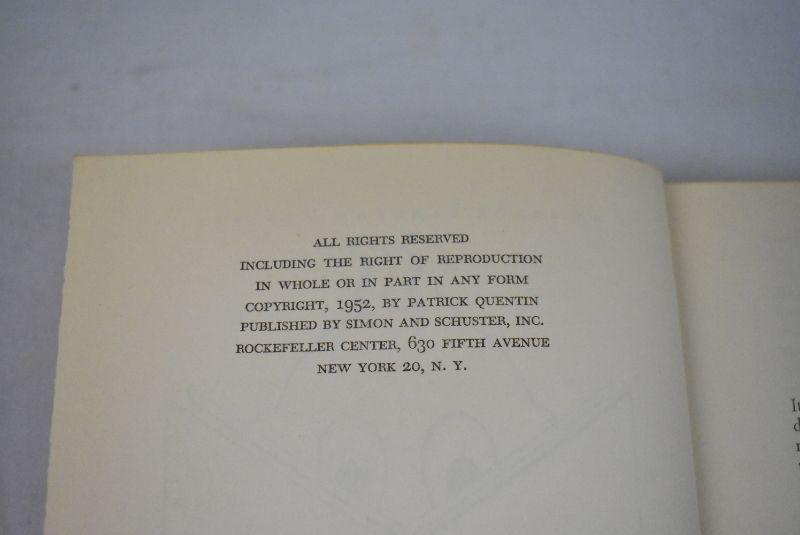 ALL RIGHTS RESERVED
INCLUDING THE RIGHT OF REPRODUCTION
IN WHOLE OR IN PART IN ANY FORM
COPYRIGHT, 1952, BY PATRICK QUENTIN
PUBLISHED BY SIMON AND SCHUSTER, INC.
ROCKEFELLER CENTER, 630 FIFTH AVENUE
NEW YORK 20, N. Y.